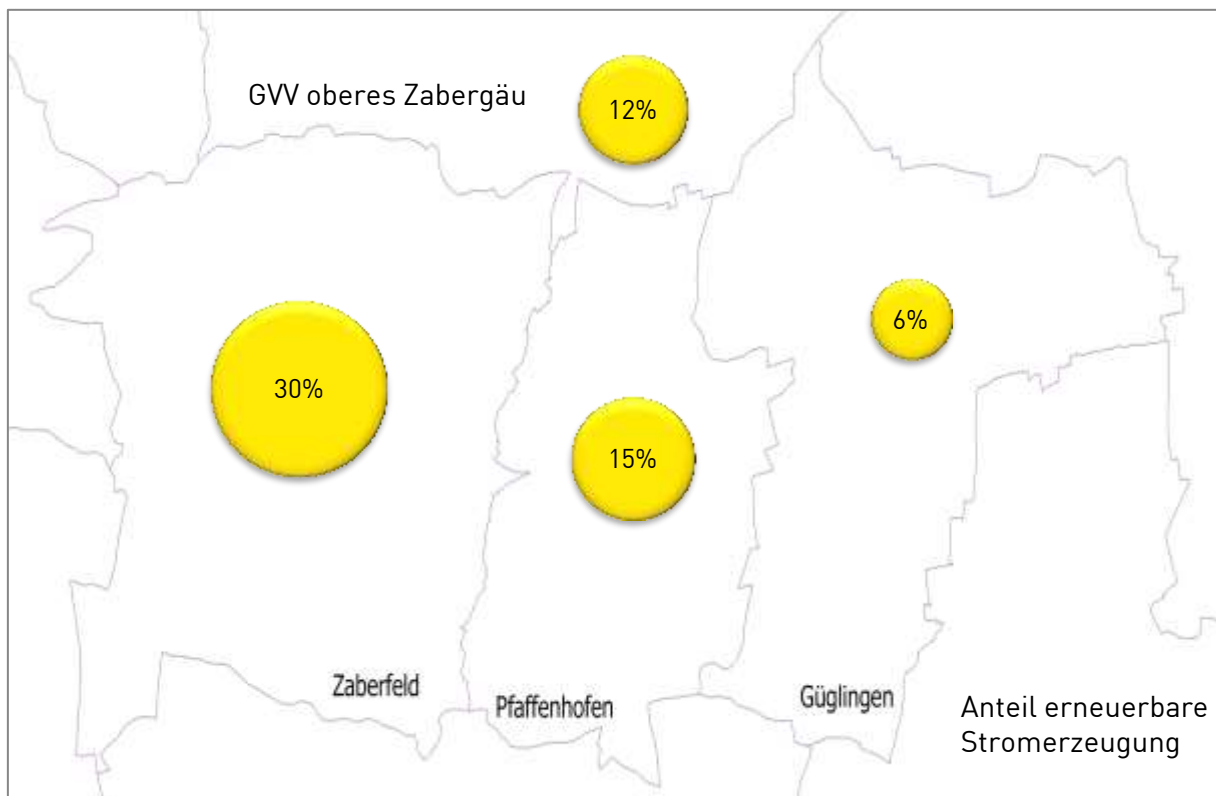 GVV oberes Zabergäu
12%
6%
30%
15%
Zaberfeld
Pfaffenhofen
Güglingen
Anteil erneuerbare
Stromerzeugung